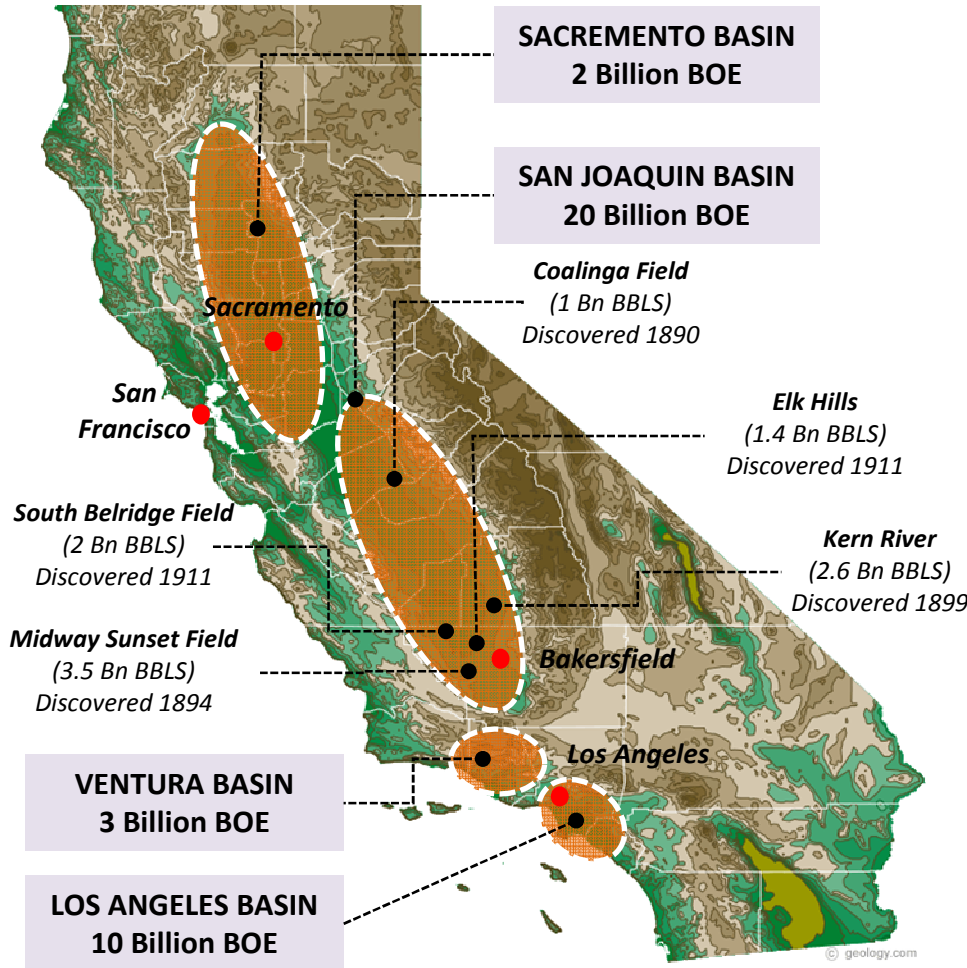 SACREMENTO BASIN
2 Billion BOE
SAN JOAQUIN BASIN
20 Billion BOE
Coalinga Field
(1 Bn BBLS)
Discovered 1890
Sacramento
San
Francisco
Elk Hills
(1.4 Bn BBLS)
Discovered 1911
South Belridge Field
(2 Bn BBLS)
Discovered 1911
Kern River
(2.6 Bn BBLS)
Discovered 1899
Midway Sunset Field
(3.5 Bn BBLS)
Discovered 1894
Bakersfield
Los Angeles
VENTURA BASIN
3 Billion BOE
LOS ANGELES BASIN
10 Billion BOE
© geology.com